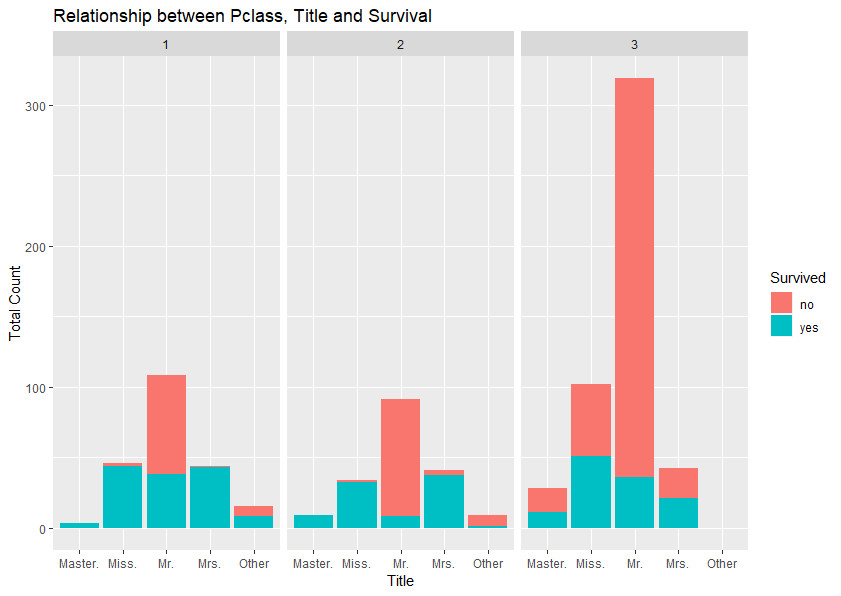 Relationship between Pclass, Title and Survival
1 2 3
300
200
100
0
Total Count
Master. Miss. Mr. Mrs. Other Master. Miss. Mr. Mrs. Other Master. Miss. Mr. Mrs. Other
Title
Survived
no
yes